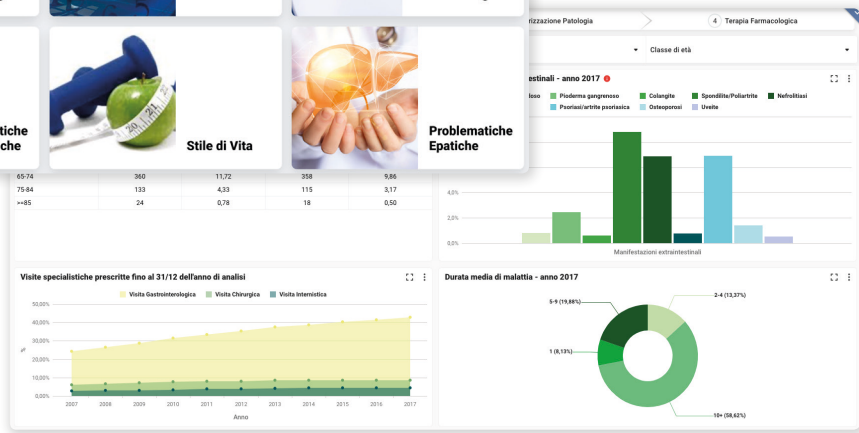 rizzazione Patologia
4 Terapia Farmacologica
Classe di età
tiche
che
Stile di Vita
Problematiche
Epatiche
estinali - anno 2017
oso Pioderma gangrenoso Colangite Spondilite/Poliartrite Nefrolitiasi
Psoriasi/artrite psoriasica Osteoporosi Uveite
4,0%
2,0%
0,0%
Manifestazioni extraintestinali
65-74 360 11,72 358 9,86
75-84 133 4,33 115 3,17
>=85 24 0,78 18 0,50
Visite specialistiche prescritte fino al 31/12 dell'anno di analisi
Visita Gastrointerologica Visita Chirurgica Visita Internistica
50,00%
40,00%
30,00%
20,00%
10,00%
0,00%
%
2007 2008 2009 2010 2011 2012 2013 2014 2015 2016 2017
Anno
Durata media di malattia - anno 2017
5-9 (19,88%)
2-4 (13,37%)
1 (8,13%)
10+ (58,62%)